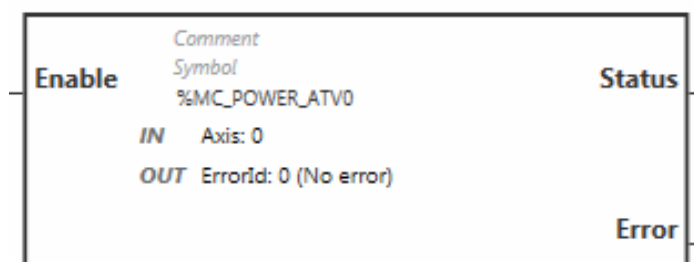 Comment
Enable Symbol Status
%MC_POWER_ATV0
IN Axis: 0
OUT ErrorId: 0 (No error)
Error